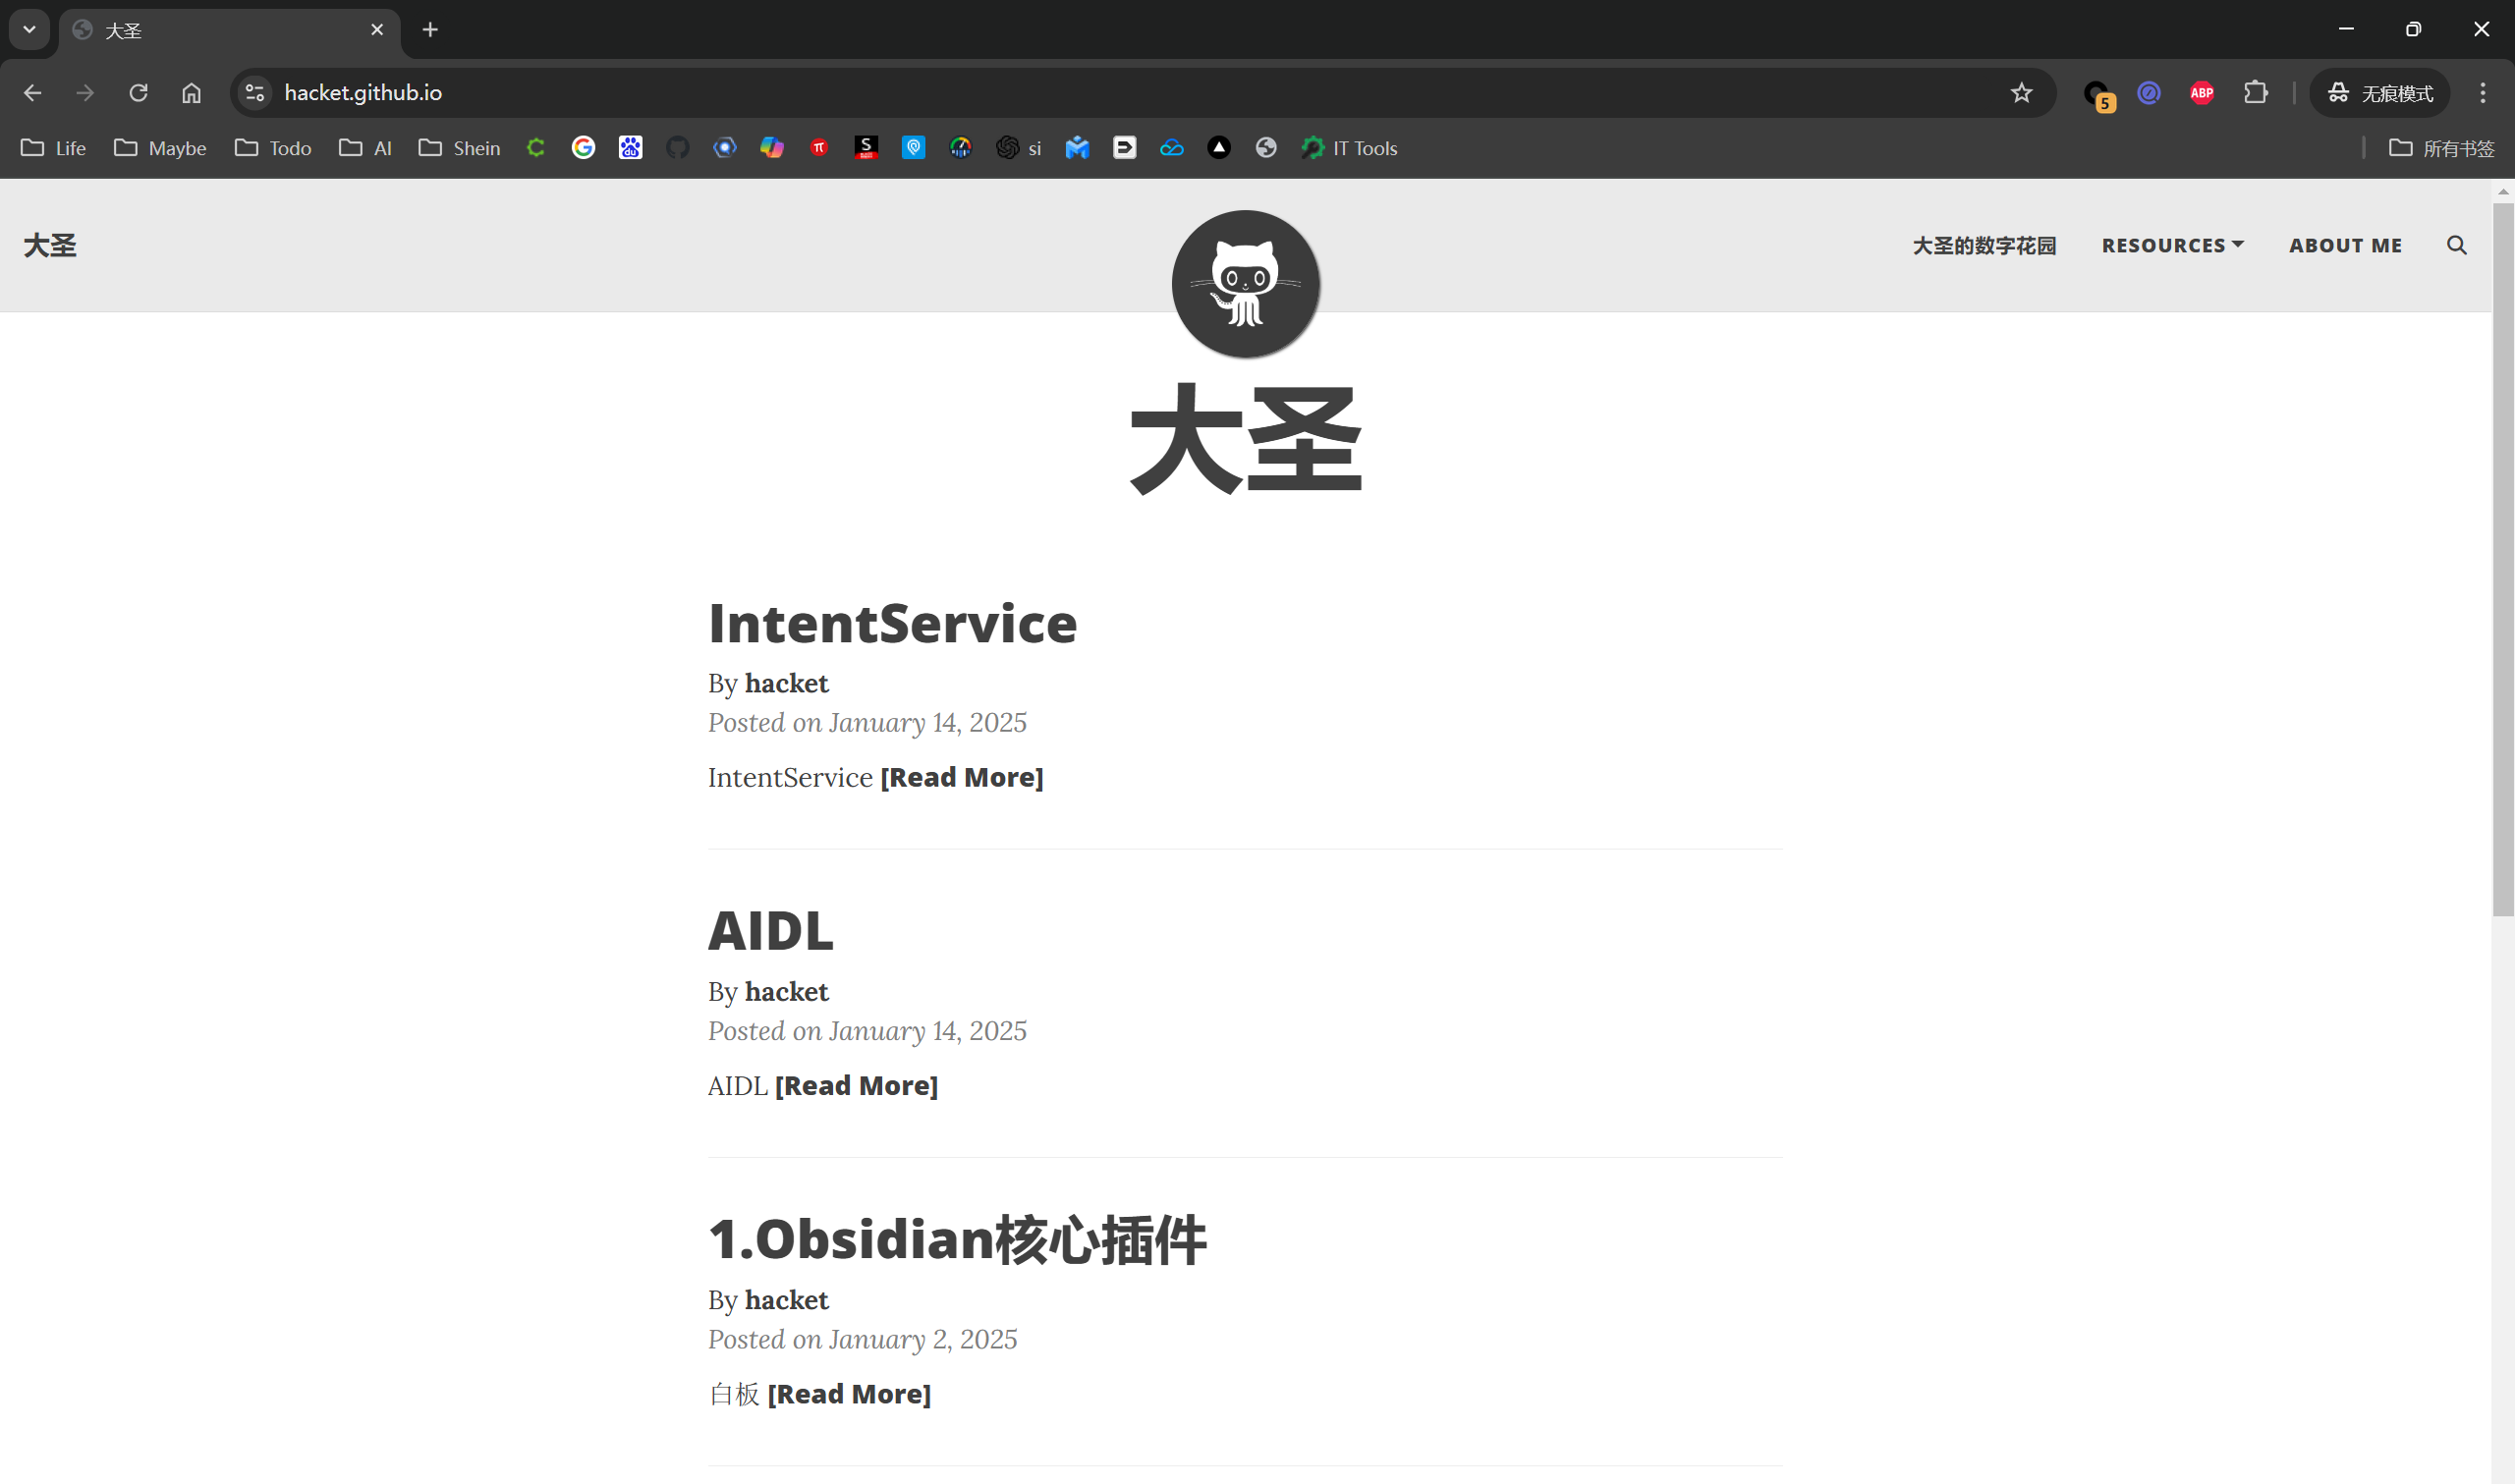 大圣
hacket.github.io
5
ABP
无痕模式
Life
Maybe
Todo
AI
Shein
si
IT Tools
所有书签
大圣
大圣的数字花园
RESOURCES
ABOUT ME
大圣
IntentService
By hacket
Posted on January 14, 2025
IntentService [Read More]
AIDL
By hacket
Posted on January 14, 2025
AIDL [Read More]
1.Obsidian核心插件
By hacket
Posted on January 2, 2025
白板 [Read More]